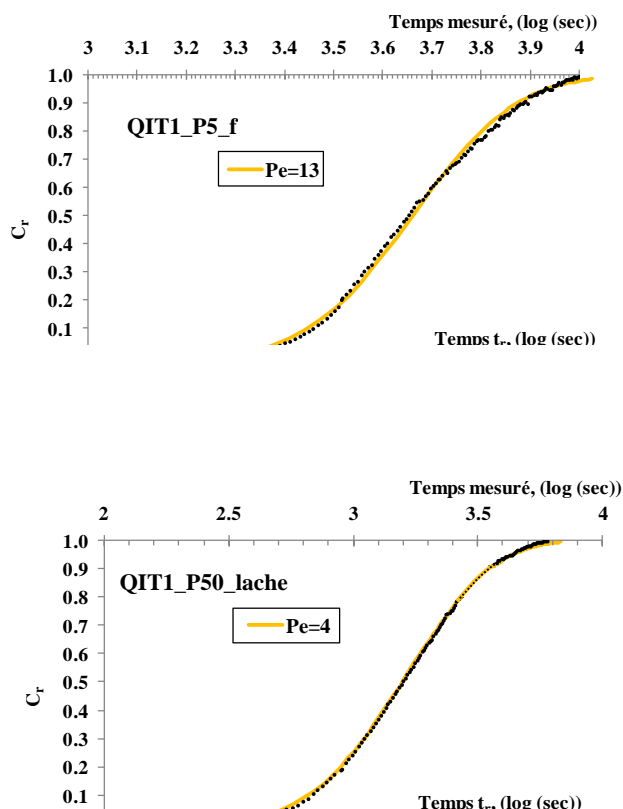 Temps mesuré, (log (sec))
3 3.1 3.2 3.3 3.4 3.5 3.6 3.7 3.8 3.9 4
1.0
0.9
QIT1_P5_f
0.8
0.7
Pe=13
0.6
0.5
Cr
0.4
0.3
0.2
0.1
Temps tr, (log (sec))
Temps mesuré, (log (sec))
2 2.5 3 3.5 4
1.0
0.9
QIT1_P50_lache
0.8
0.7
Pe=4
0.6
0.5
Cr
0.4
0.3
0.2
0.1
Temps tr, (log (sec))